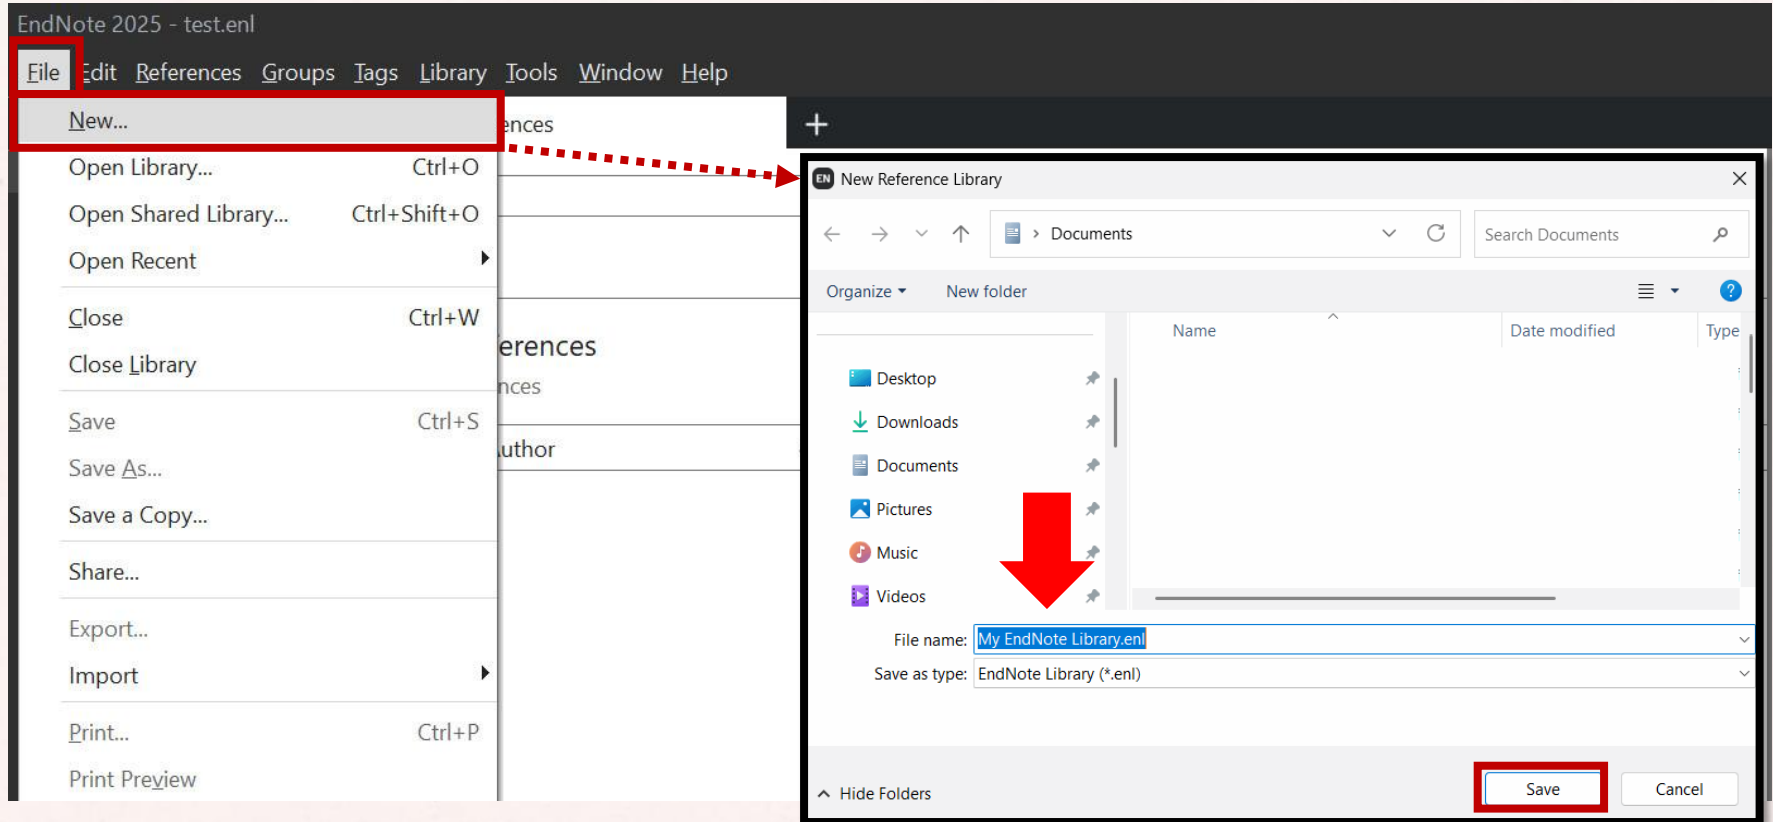 EndNote 2025 - test.enl
File Edit References Groups Tags Library Tools Window Help
New...
Open Library... Ctrl+O
Open Shared Library... Ctrl+Shift+O
Open Recent
Close Ctrl+W
Close Library
Save Ctrl+S
Save As...
Save a Copy...
Share...
Export...
Import
Print... Ctrl+P
Print Preview
ences
erences
nces
uthor
EN New Reference Library
Documents
Search Documents
Organize
New folder
?
Name Date modified Type
Desktop
Downloads
Documents
Pictures
Music
Videos
File name: My EndNote Library.enl
Save as type: EndNote Library (*.enl)
Hide Folders
Save Cancel